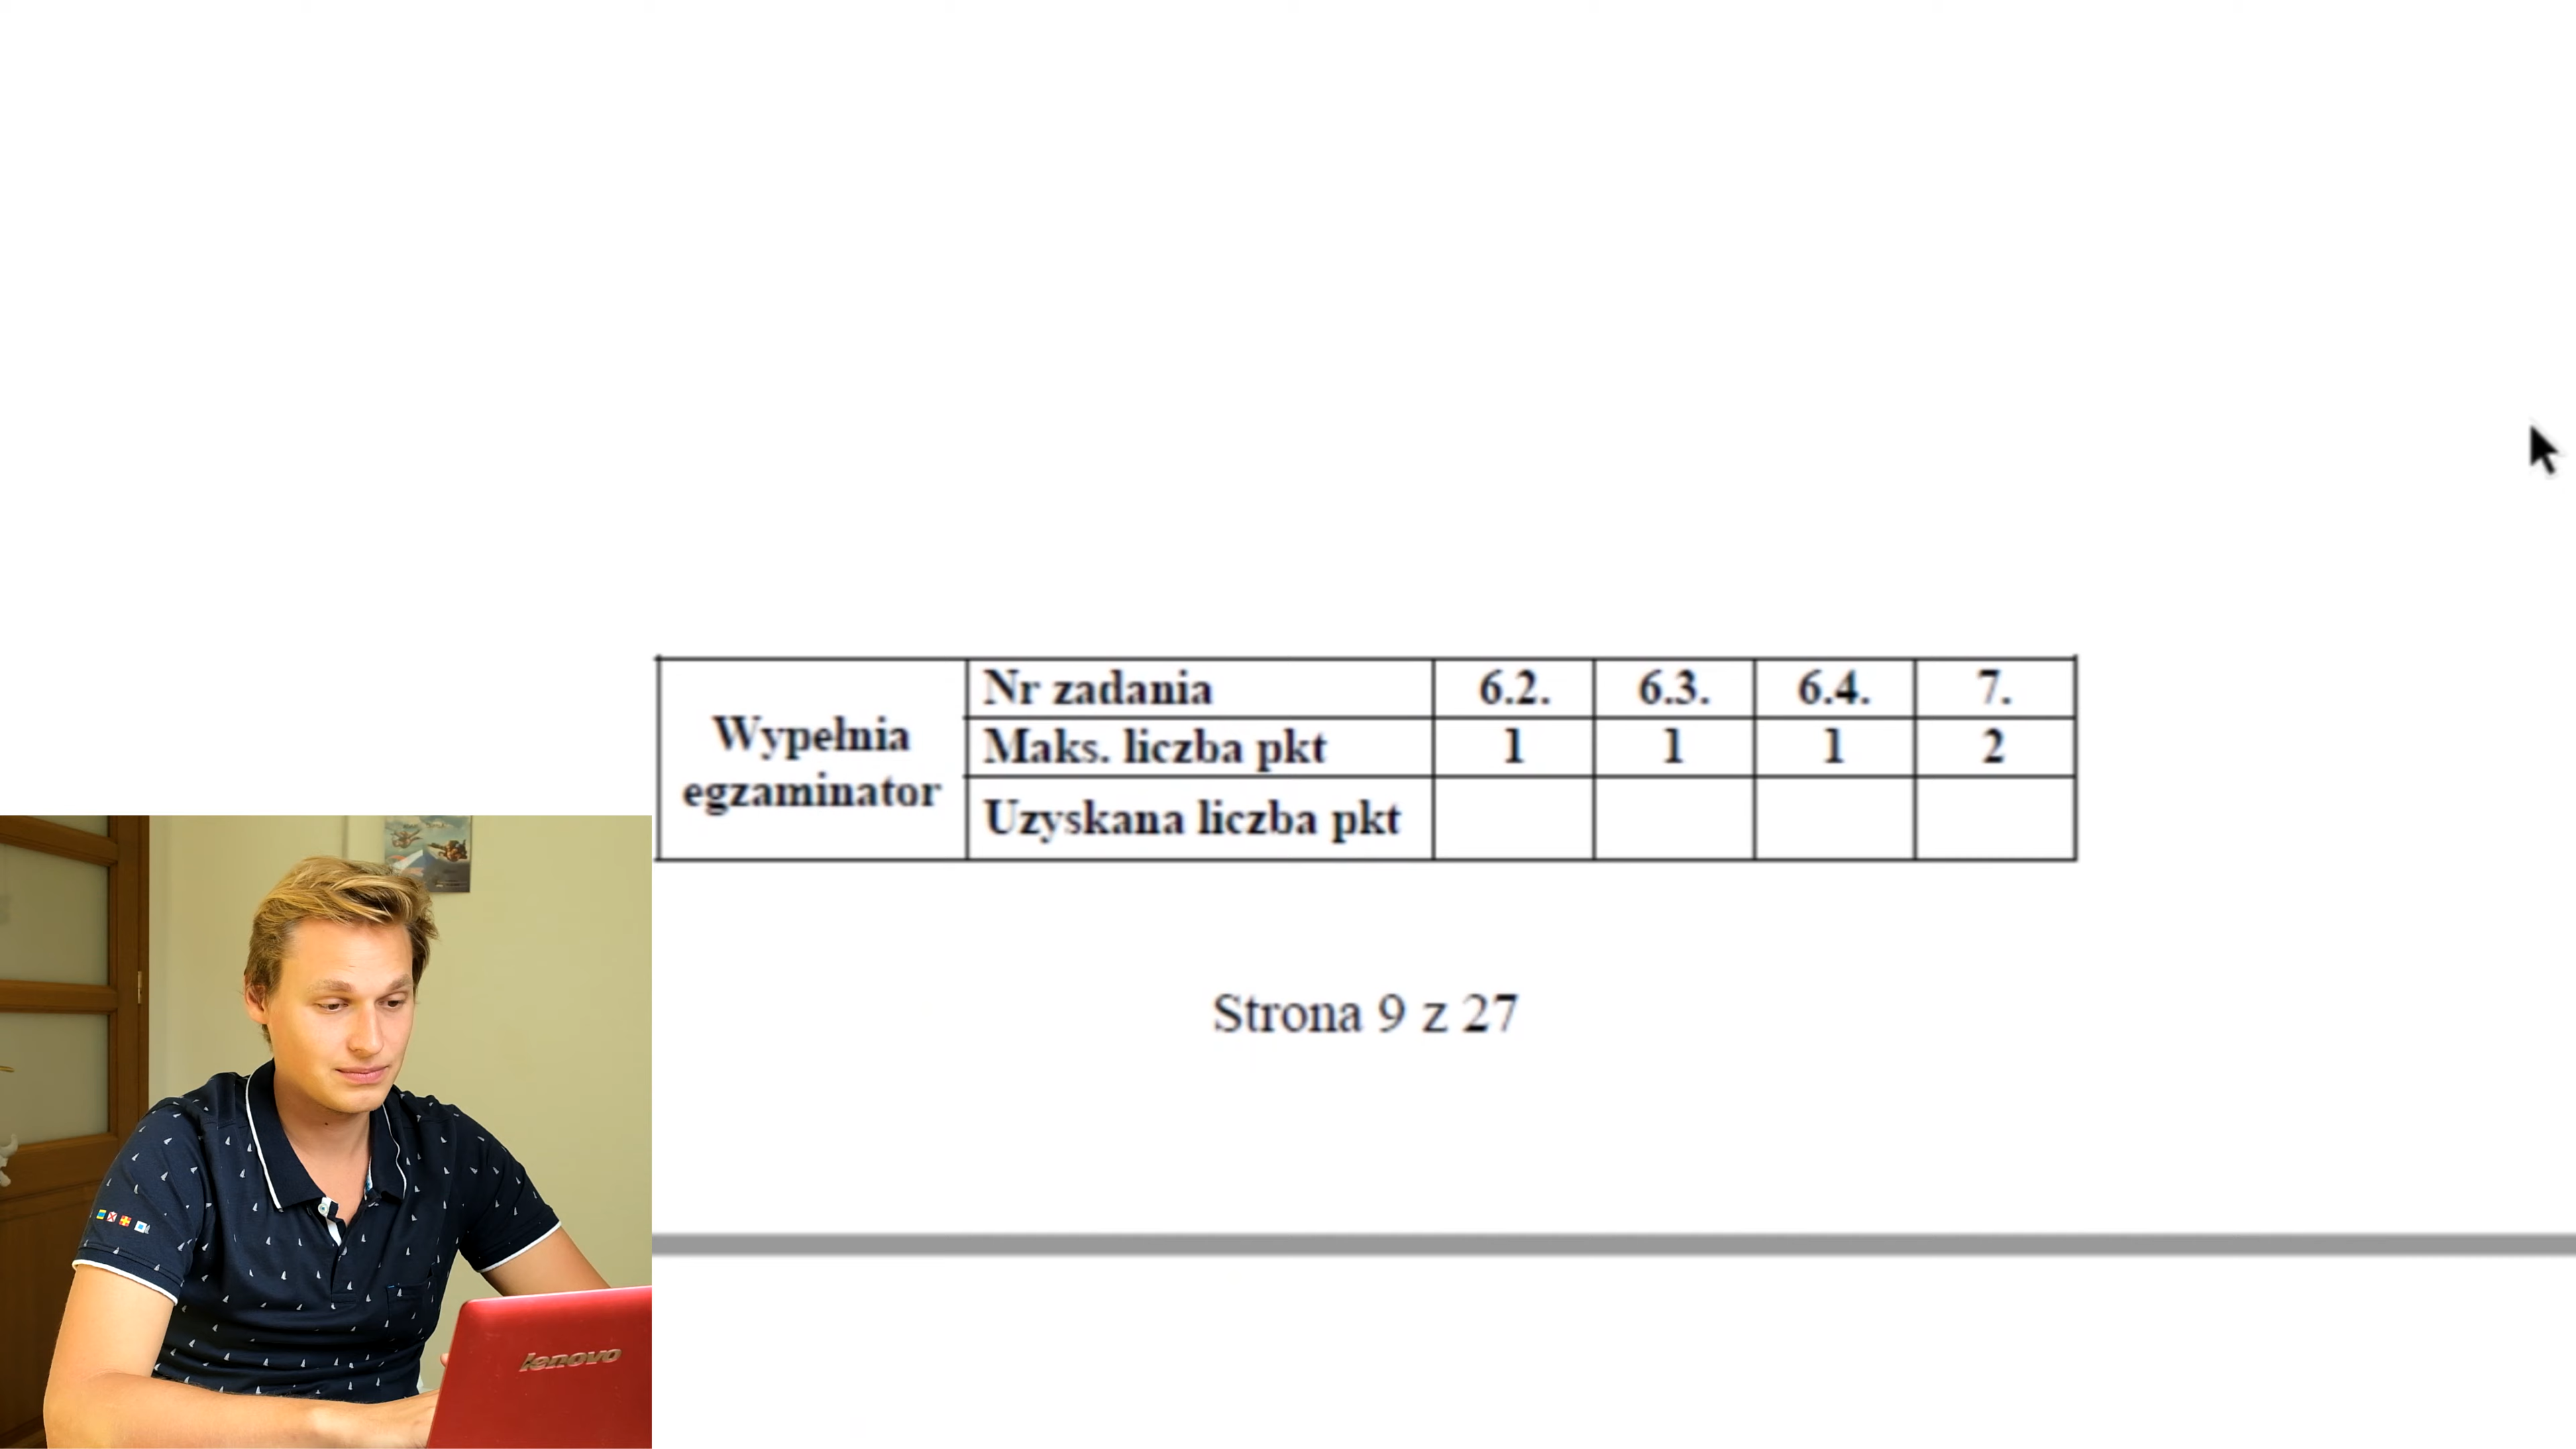 Wypełnia
egzaminator
Nr zadania 6.2. 6.3. 6.4. 7.
Maks. liczba pkt 1 1 1 2
Uzyskana liczba pkt
Strona 9 z 27
lenovo